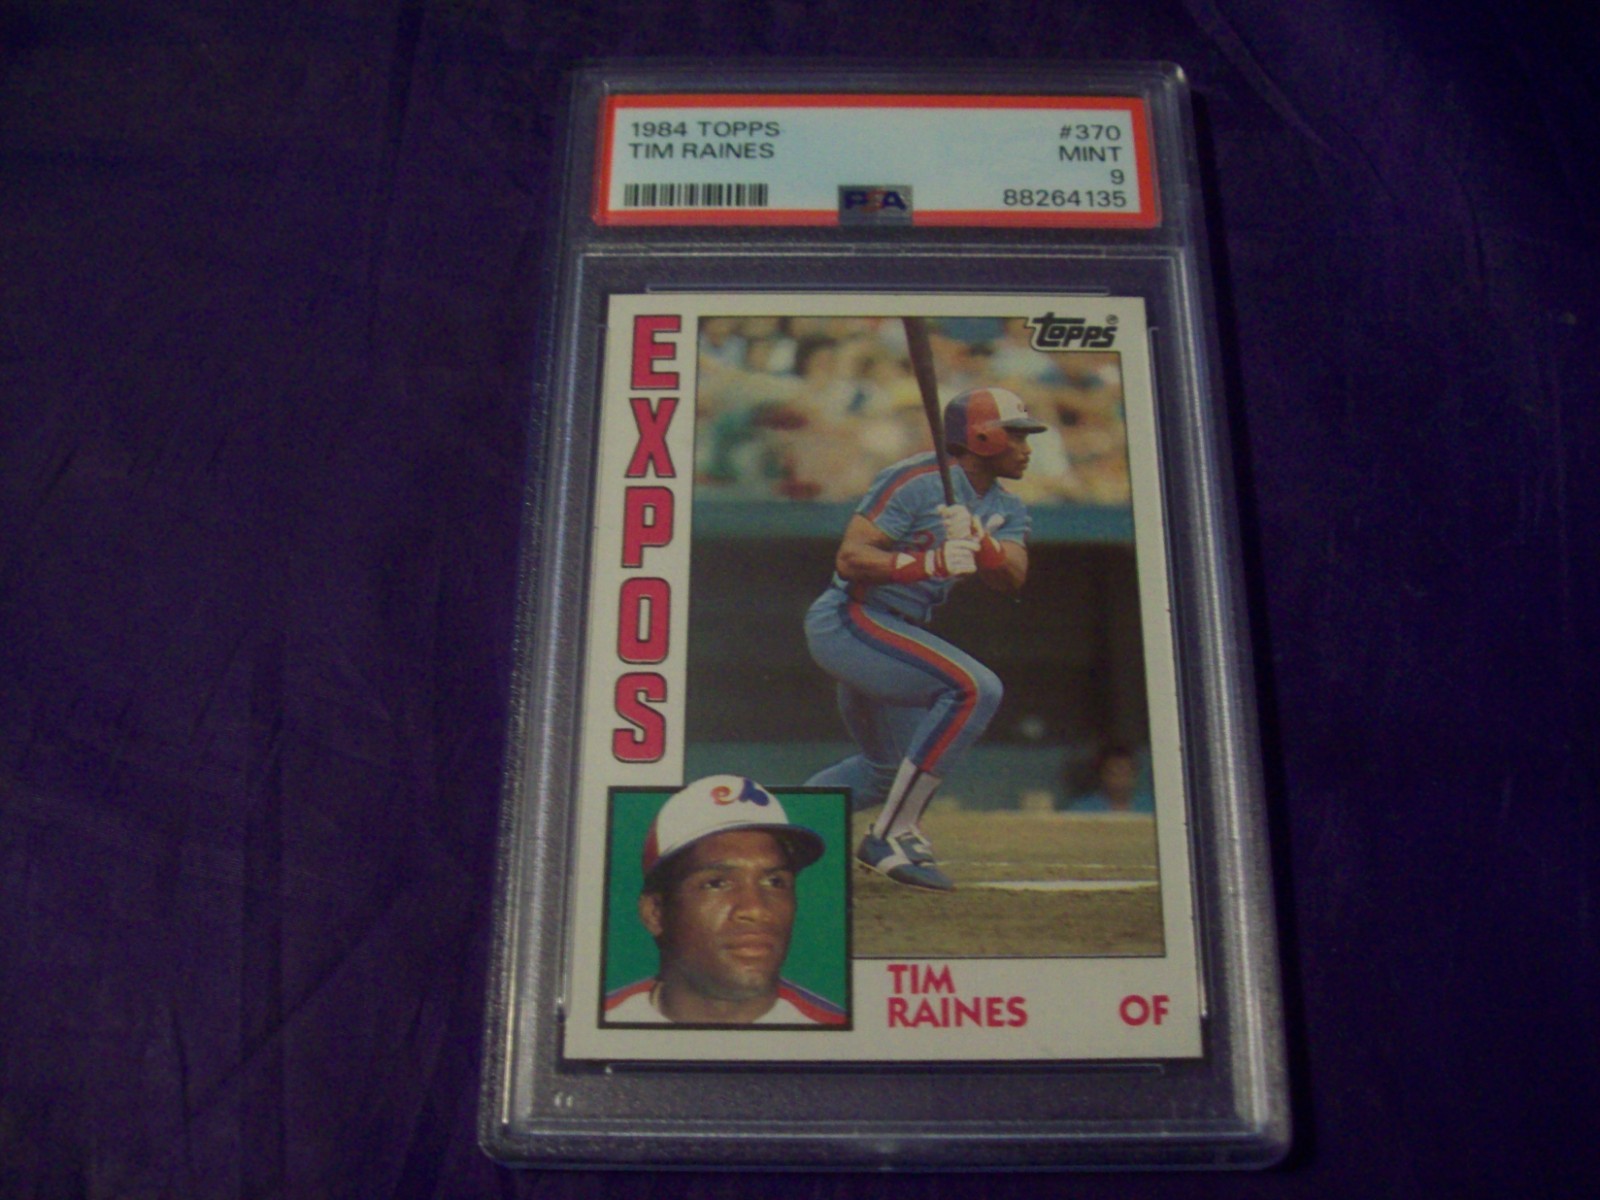 1984 TOPPS #370
TIM RAINES MINT
9
PSA 88264135
Topps®
EXPOS
e
TIM
RAINES OF